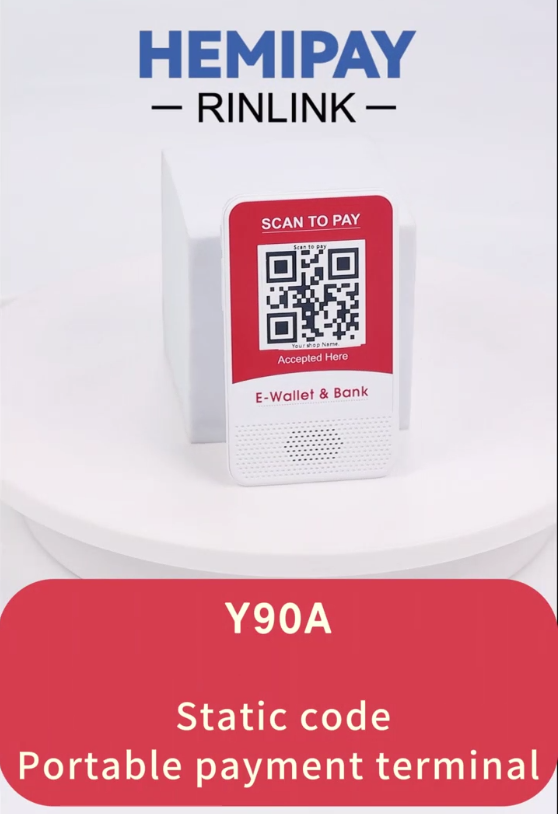 HEMIPAY
— RINLINK —
SCAN TO PAY
Scan to pay
Your shop Name
Accepted Here
E-Wallet & Bank
Y90A
Static code
Portable payment terminal